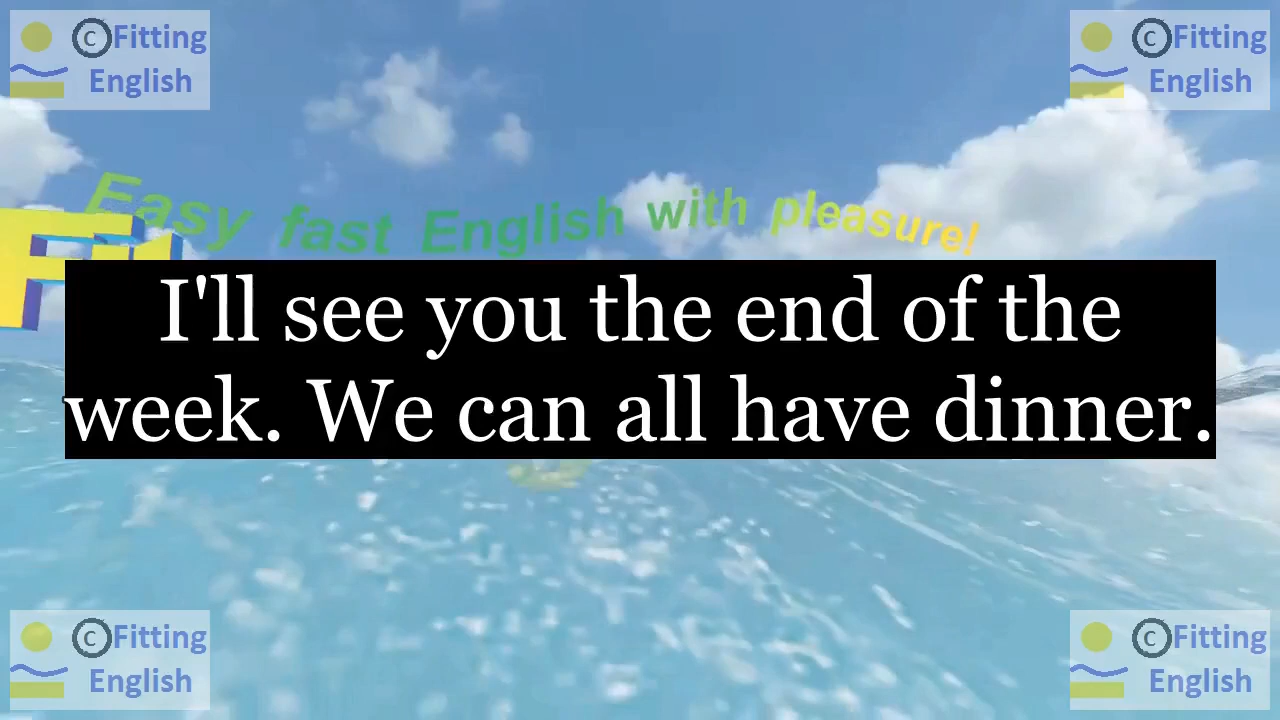 ©Fitting
English
©Fitting
English
Easy fast English with pleasure!
I'll see you the end of the
week. We can all have dinner.
©Fitting
English
©Fitting
English